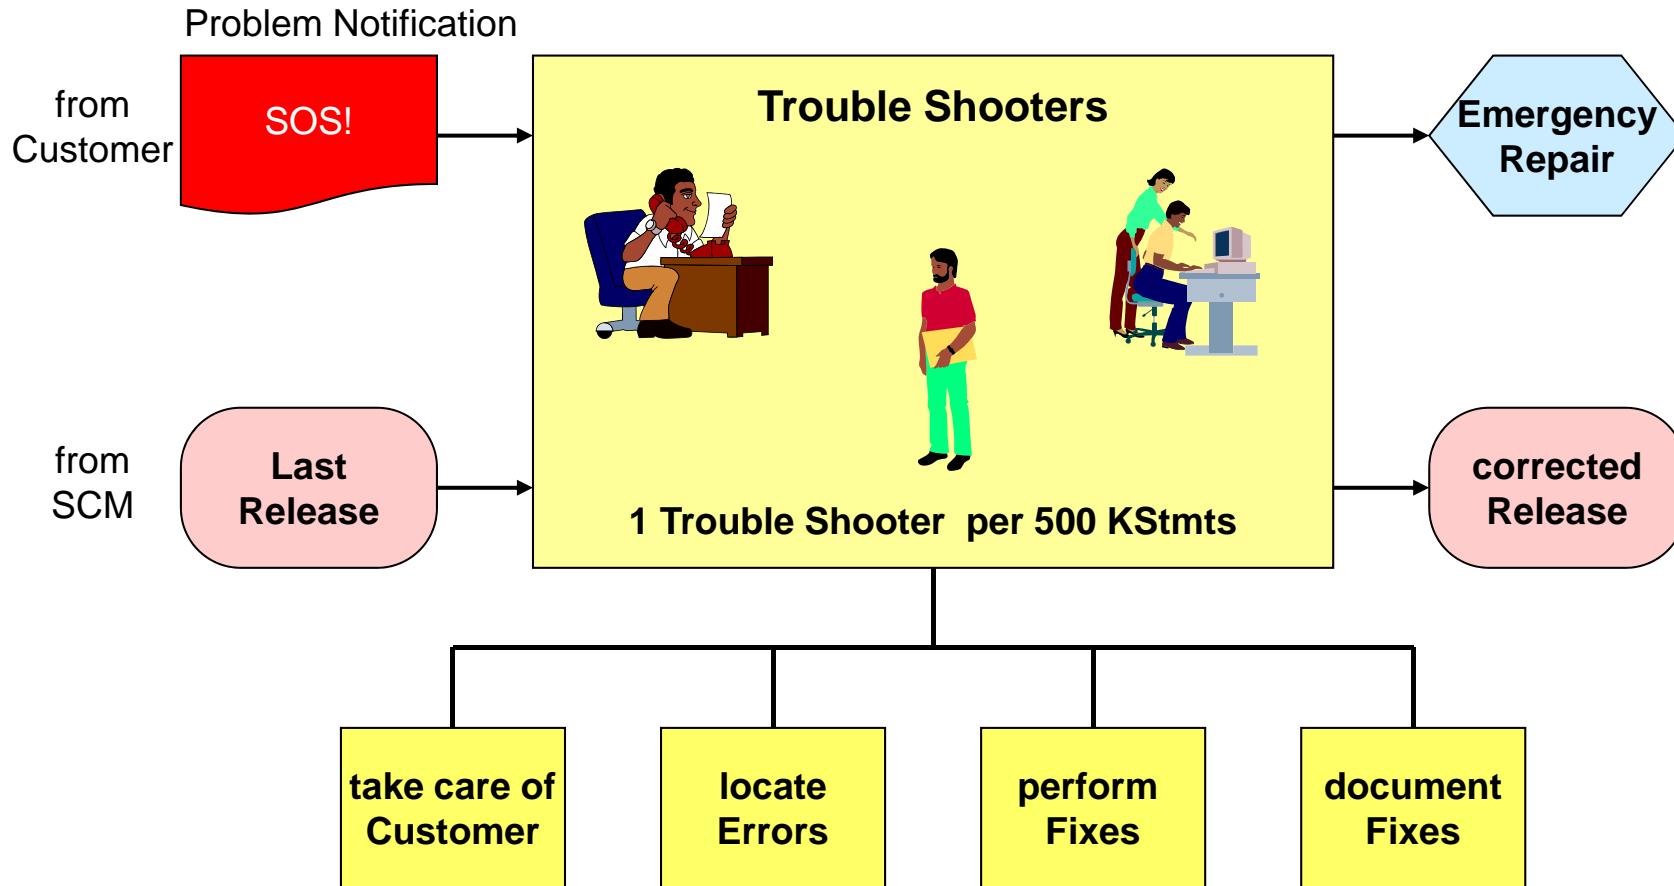 Problem Notification
from
Customer
SOS!
Trouble Shooters
Emergency
Repair
from
SCM
Last
Release
1 Trouble Shooter  per 500 KStmts
corrected
Release
take care of
Customer
locate
Errors
perform
Fixes
document
Fixes